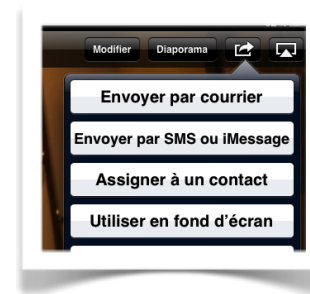 Modifier Diaporama
Envoyer par courrier
Envoyer par SMS ou iMessage
Assigner à un contact
Utiliser en fond d'écran